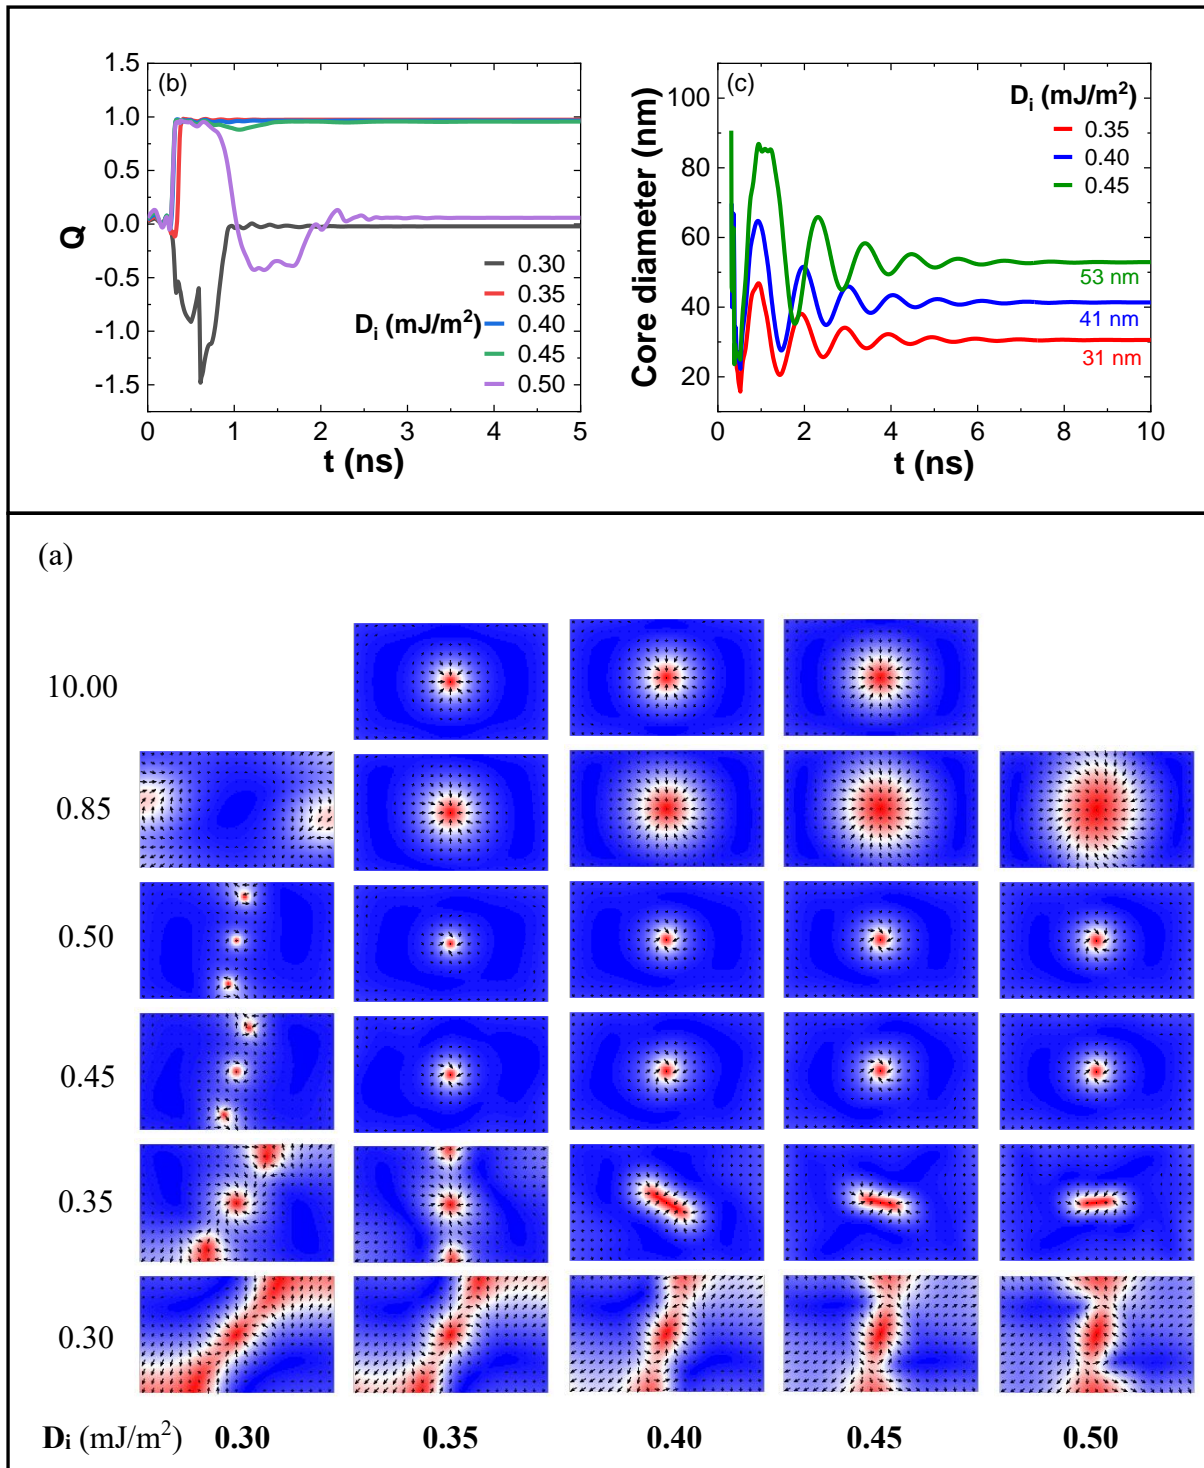 (b)
1.5
1.0
0.5
0.0
-0.5
-1.0
-1.5
Q
0 1 2 3 4 5
t (ns)
Dᵢ (mJ/m²)
0.30
0.35
0.40
0.45
0.50
(c)
100
80
60
40
20
Core diameter (nm)
0 2 4 6 8 10
t (ns)
Dᵢ (mJ/m²)
0.35
0.40
0.45
53 nm
41 nm
31 nm
(a)
10.00
0.85
0.50
0.45
0.35
0.30
Dᵢ (mJ/m²) 0.30 0.35 0.40 0.45 0.50